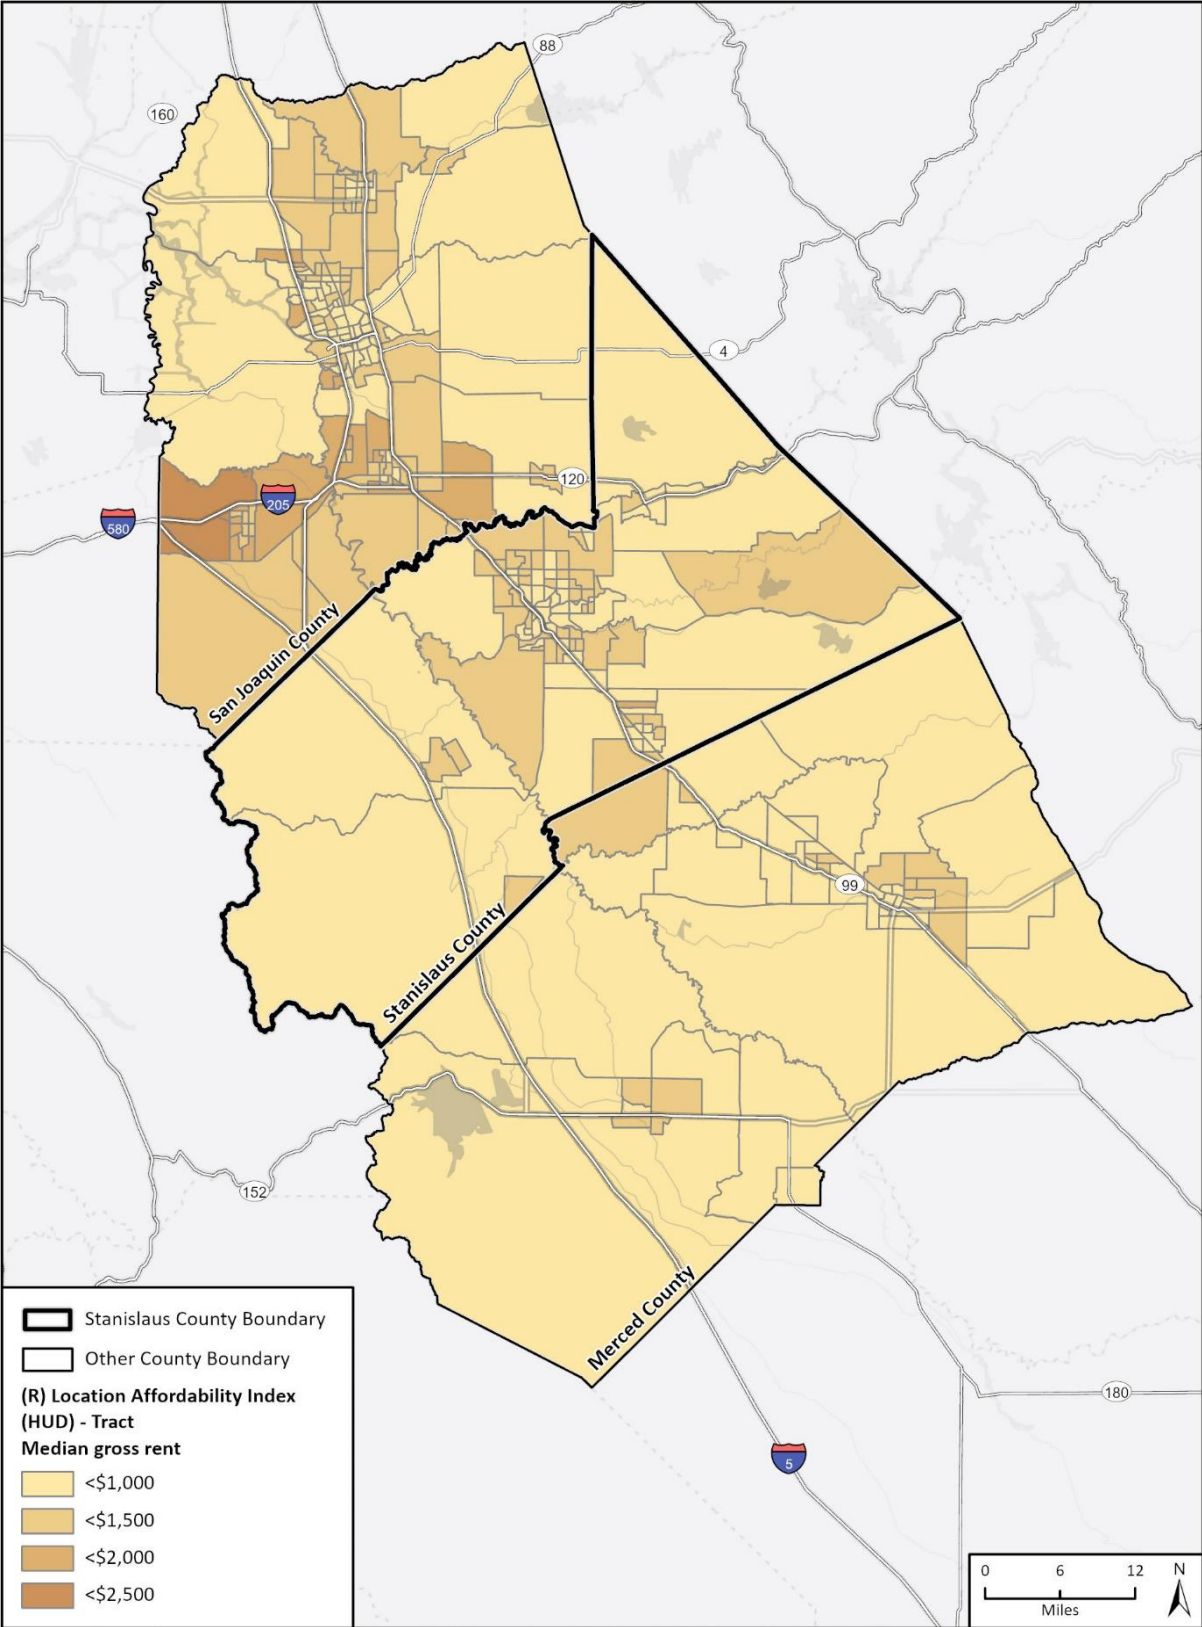 88
160
4
120
205
580
San Joaquin County
99
Stanislaus County
152
Merced County
180
5
Stanislaus County Boundary
Other County Boundary
(R) Location Affordability Index
(HUD) - Tract
Median gross rent
<$1,000
<$1,500
<$2,000
<$2,500
0 6 12 N
Miles